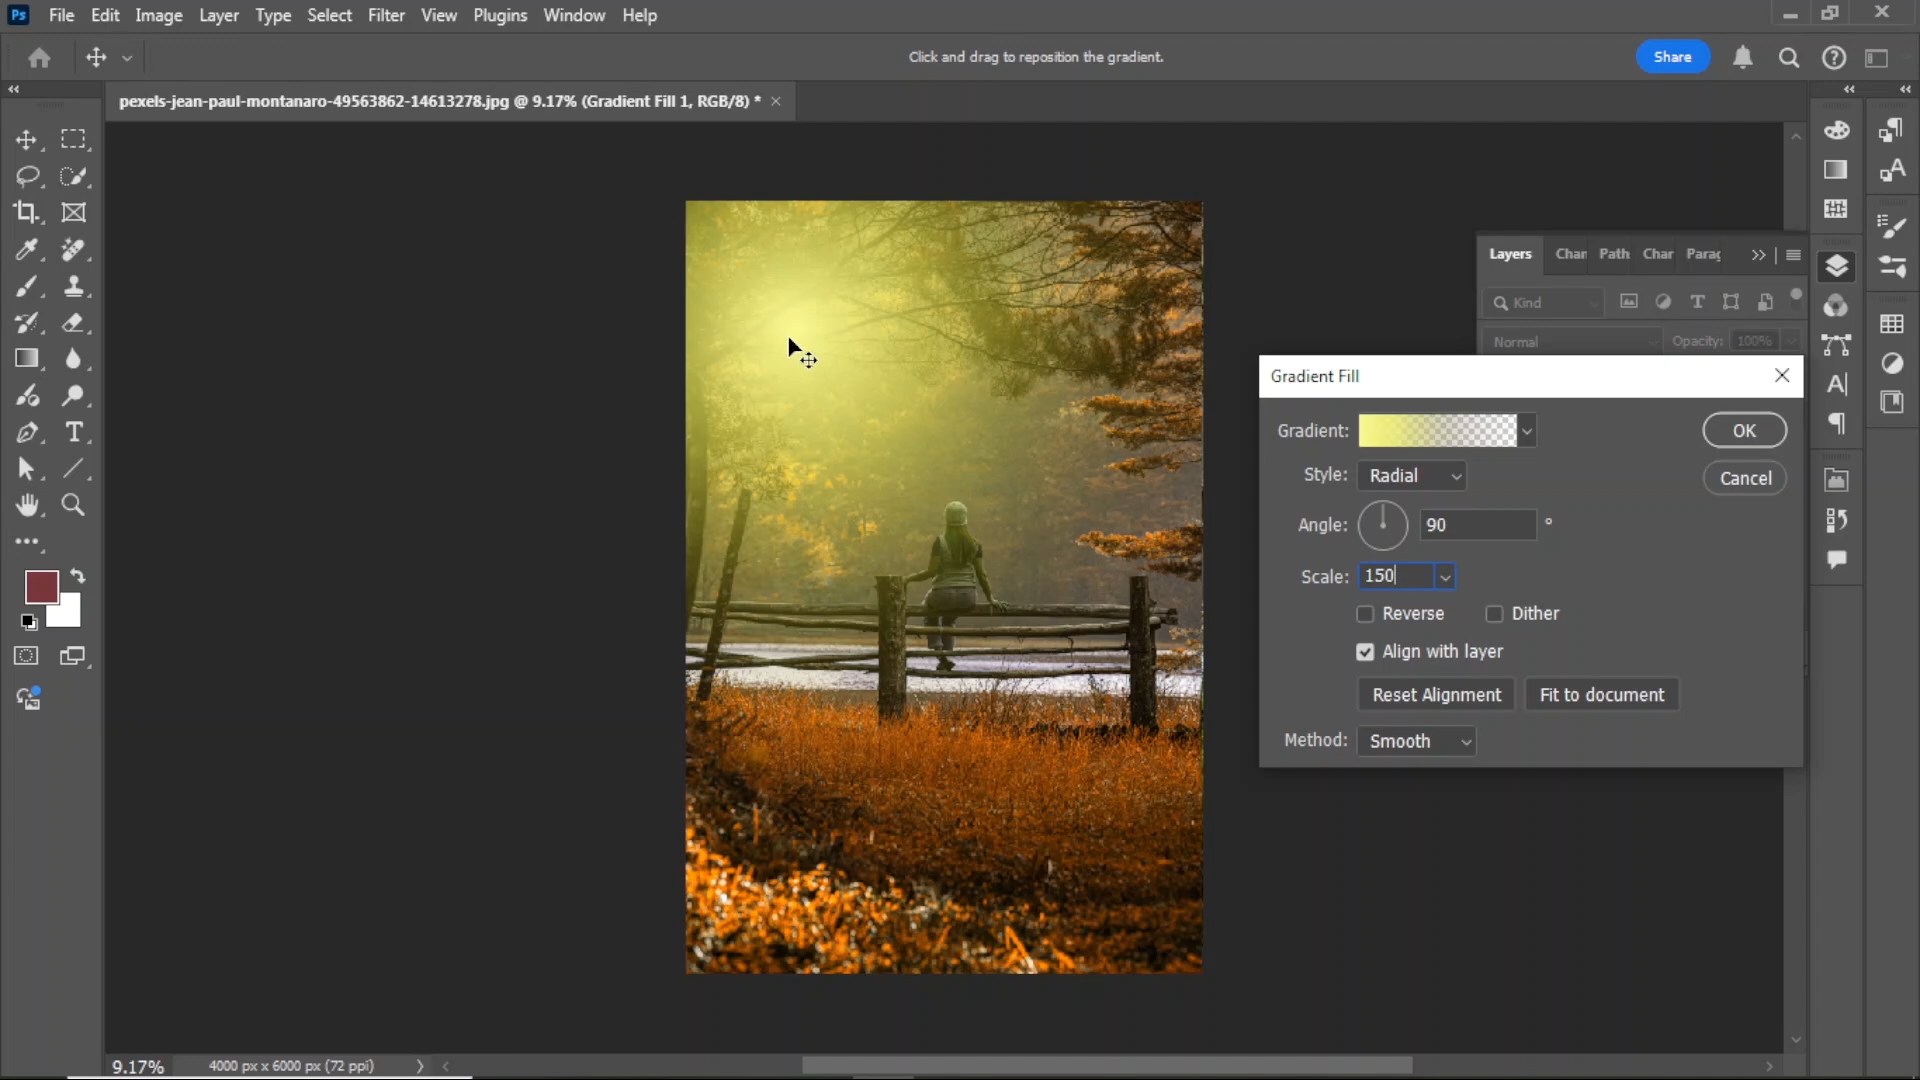 Ps File Edit Image Layer Type Select Filter View Plugins Window Help
Click and drag to reposition the gradient.
Share
pexels-jean-paul-montanaro-49563862-14613278.jpg @ 9.17% (Gradient Fill 1, RGB/8) *
Layers Char Path Char Parag
Kind
Normal Opacity: 100%
Gradient Fill
Gradient: OK
Style: Radial Cancel
Angle: 90 °
Scale: 150
Reverse Dither
Align with layer
Reset Alignment Fit to document
Method: Smooth
9.17% 4000 px x 6000 px (72 ppi)